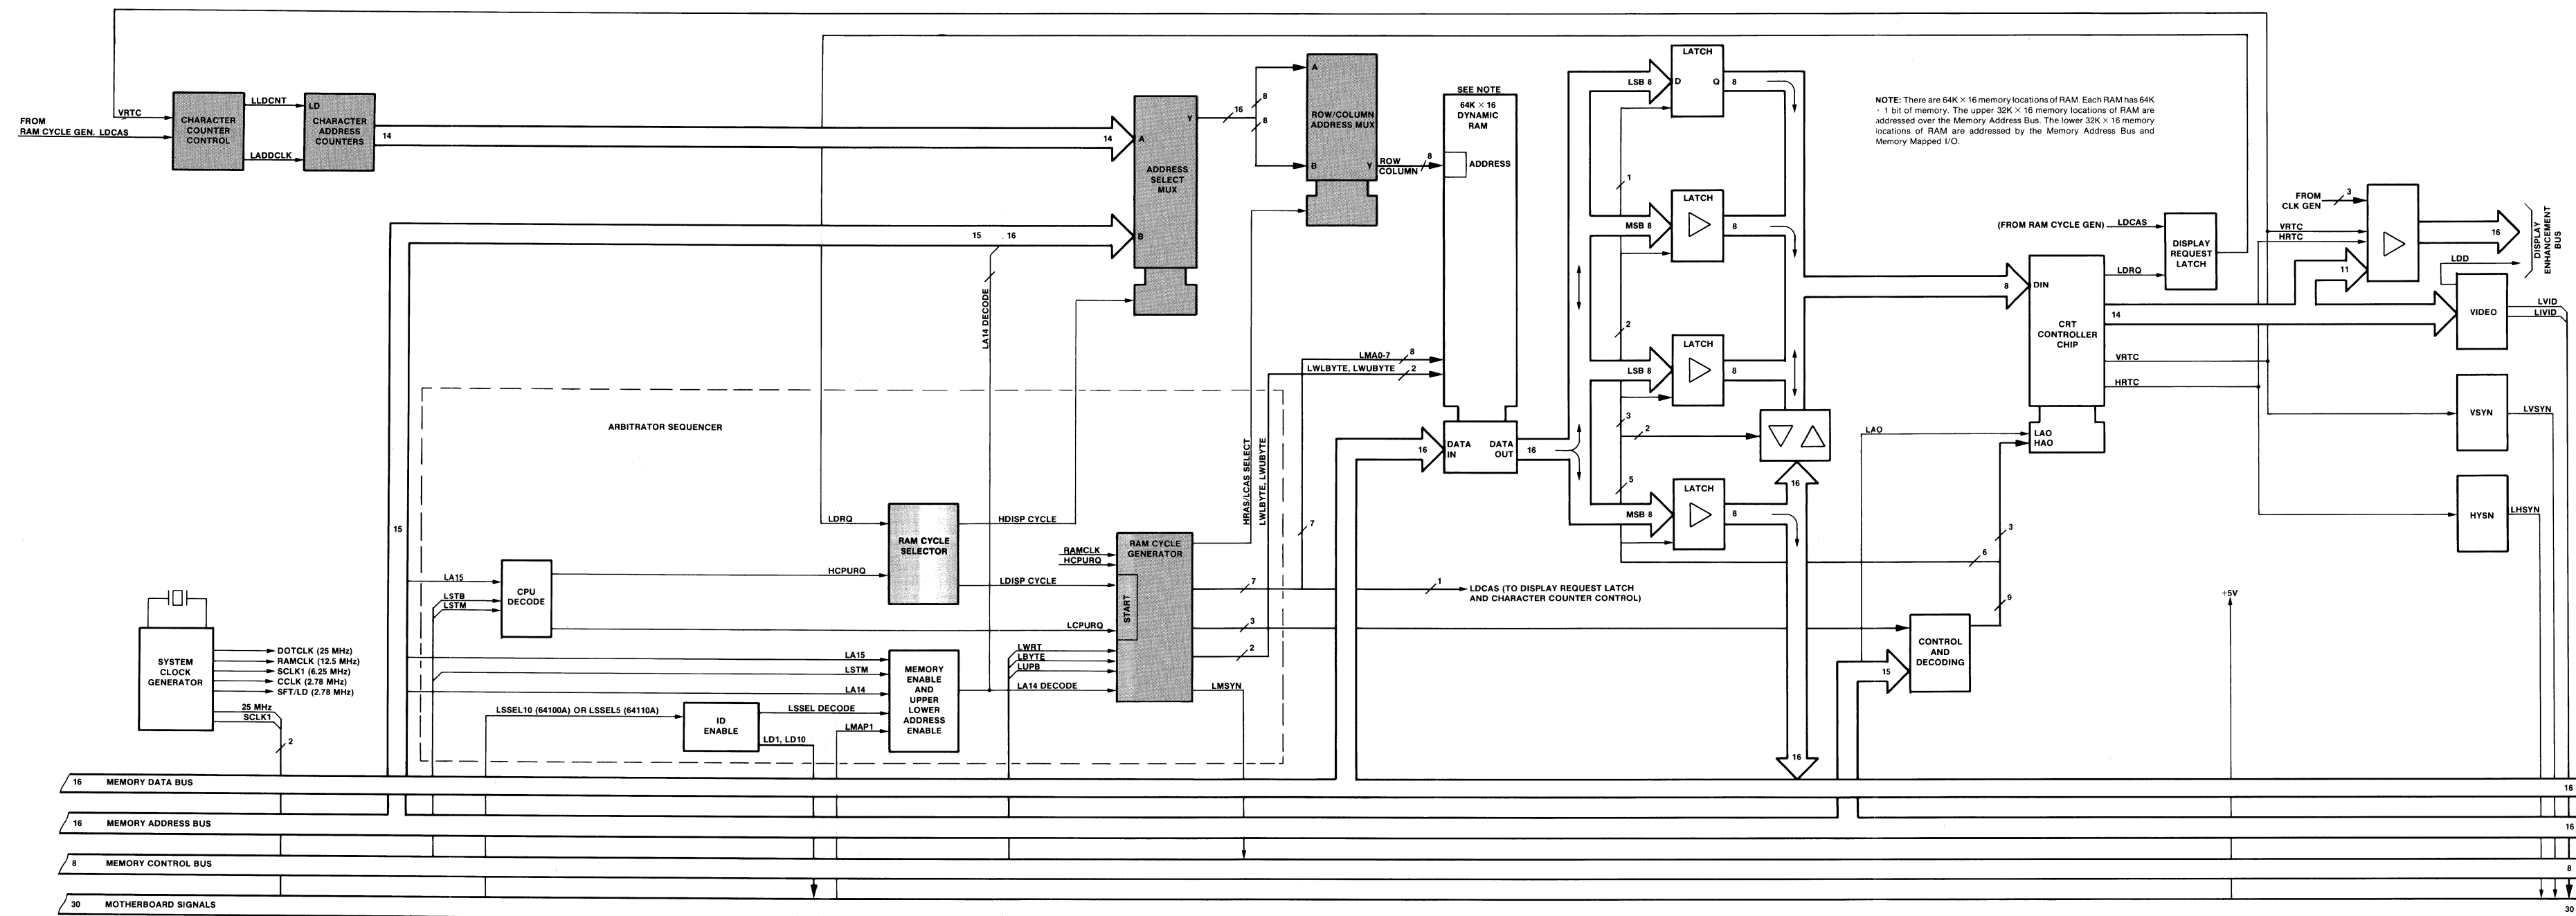 FROM
RAM CYCLE GEN. LDCAS
VRTC
CHARACTER
COUNTER
CONTROL
LLDCNT
LADDCLK
LD
CHARACTER
ADDRESS
COUNTERS
14
14
A
B
Y
ADDRESS
SELECT
MUX
15
16
LA14 DECODE
16
8
8
A
ROW/COLUMN
ADDRESS MUX
B
Y
ROW
COLUMN
8
SEE NOTE
64K × 16
DYNAMIC
RAM
ADDRESS
LMA0-7
8
LWLBYTE, LWUBYTE
2
DATA
IN
DATA
OUT
16
16
LATCH
LSB 8
D
Q
8
1
LATCH
MSB 8
8
2
LATCH
LSB 8
8
3
2
5
LATCH
MSB 8
8
16
16
6
3
9
NOTE: There are 64K × 16 memory locations of RAM. Each RAM has 64K
1 bit of memory. The upper 32K × 16 memory locations of RAM are
addressed over the Memory Address Bus. The lower 32K × 16 memory
locations of RAM are addressed by the Memory Address Bus and
Memory Mapped I/O.
8
DIN
CRT
CONTROLLER
CHIP
LAO
LAO
HAO
LDRQ
14
VRTC
HRTC
(FROM RAM CYCLE GEN)
LDCAS
DISPLAY
REQUEST
LATCH
FROM
CLK GEN
3
VRTC
HRTC
11
16
DISPLAY
ENHANCEMENT
BUS
LDD
VIDEO
LVID
LIVID
VSYN
LVSYN
HYSN
LHSYN
+5V
ARBITRATOR SEQUENCER
LDRQ
RAM CYCLE
SELECTOR
HDISP CYCLE
LDISP CYCLE
HCPURQ
LA15
LSTB
LSTM
CPU
DECODE
LCPURQ
RAMCLK
HCPURQ
RAM CYCLE
GENERATOR
START
HRAS/LCAS SELECT
LWLBYTE, LWUBYTE
7
7
1
LDCAS (TO DISPLAY REQUEST LATCH
AND CHARACTER COUNTER CONTROL)
3
2
LWRT
LBYTE
LUPB
LA14 DECODE
LMSYN
LA15
LSTM
LA14
LSSEL DECODE
LMAP1
MEMORY
ENABLE
AND
UPPER
LOWER
ADDRESS
ENABLE
LSSEL10 (64100A) OR LSSEL5 (64110A)
ID
ENABLE
LD1, LD10
15
CONTROL
AND
DECODING
15
SYSTEM
CLOCK
GENERATOR
DOTCLK (25 MHz)
RAMCLK (12.5 MHz)
SCLK1 (6.25 MHz)
CCLK (2.78 MHz)
SFT/LD (2.78 MHz)
25 MHz
SCLK1
2
16 MEMORY DATA BUS
16
16 MEMORY ADDRESS BUS
16
8 MEMORY CONTROL BUS
8
30 MOTHERBOARD SIGNALS
30